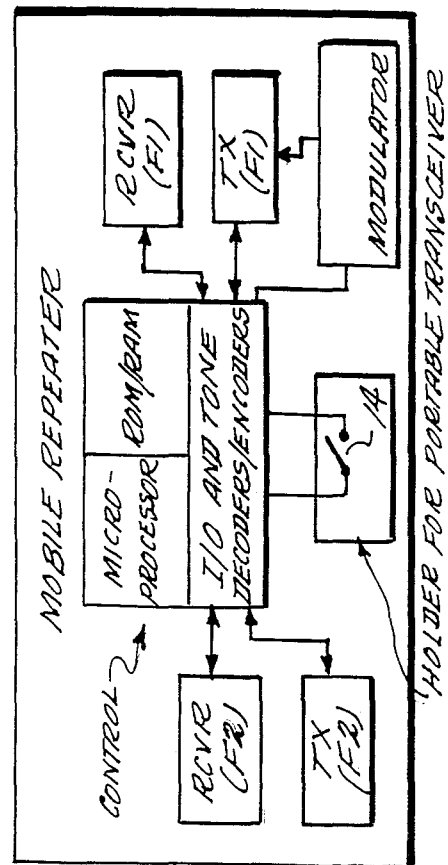 MOBILE REPEATER
CONTROL
MICRO-
PROCESSOR
ROM/RAM
I/O AND TONE
DECODERS/ENCODERS
RCVR
(F2)
TX
(F2)
RCVR
(F1)
TX
(F1)
MODULATOR
14
HOLDER FOR PORTABLE TRANSCEIVER